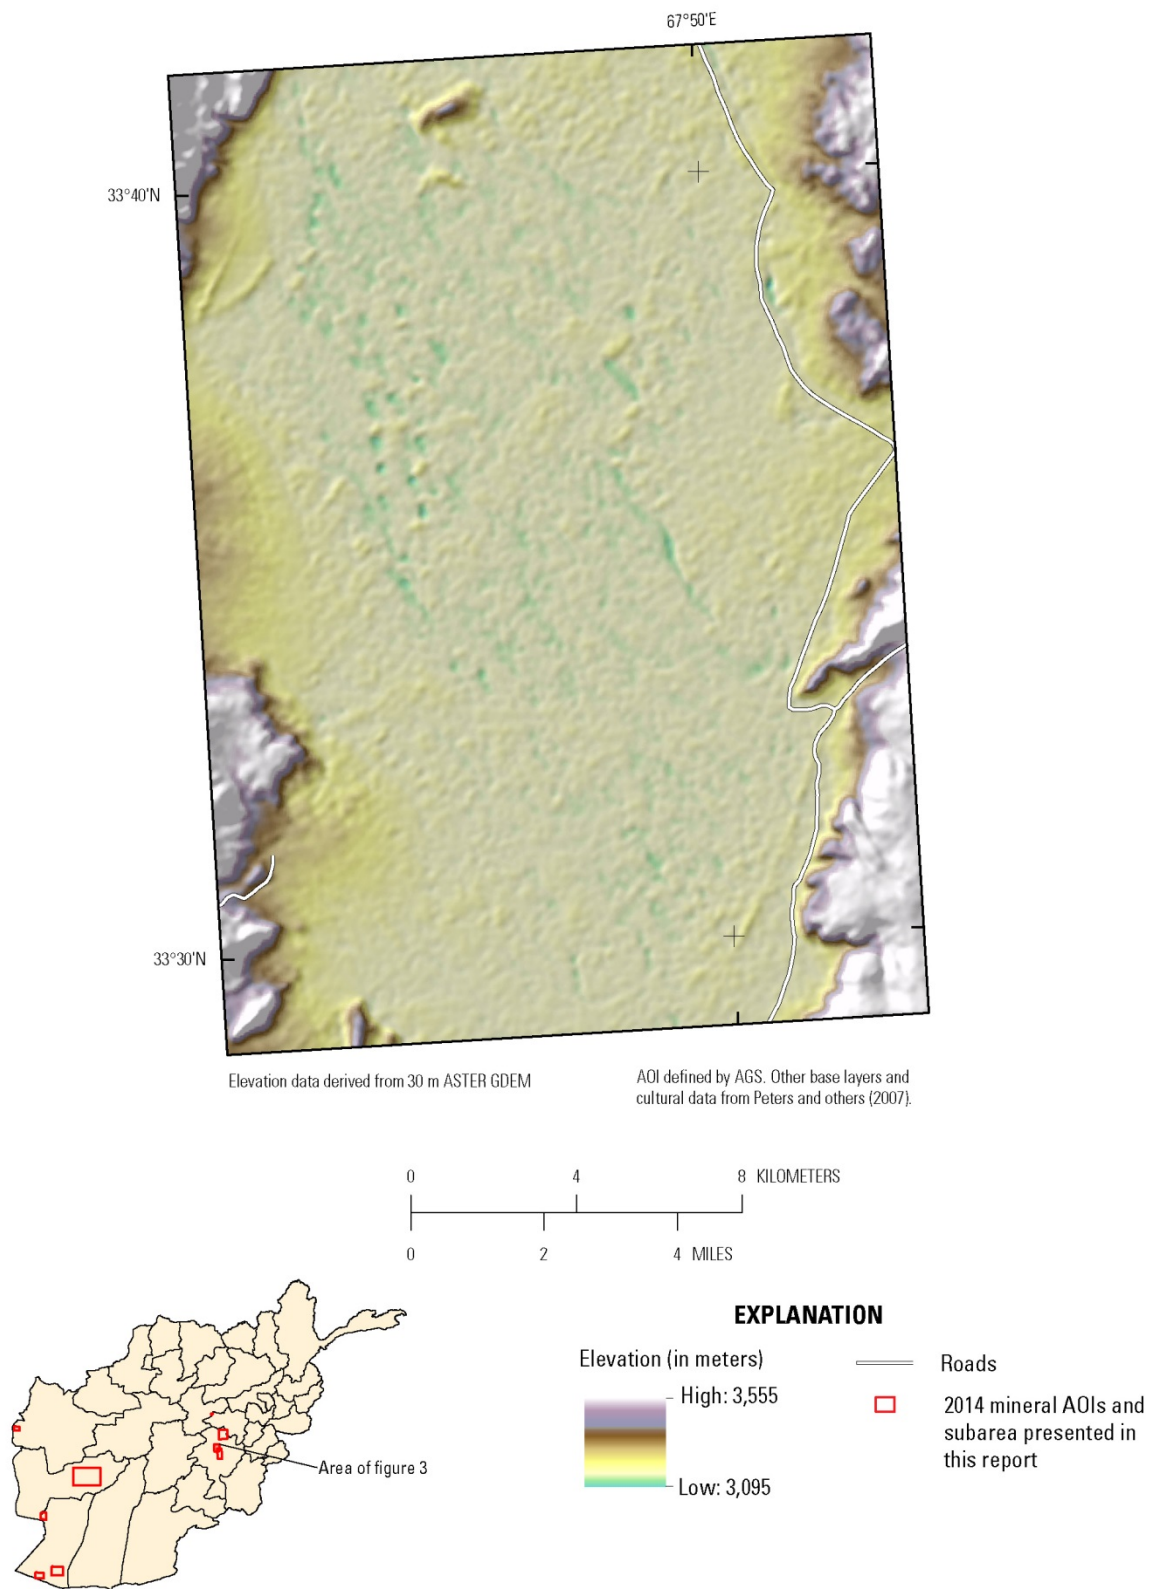 67°50'E
33°40'N
33°30'N
Elevation data derived from 30 m ASTER GDEM
AOI defined by AGS. Other base layers and
cultural data from Peters and others (2007).
0 4 8 KILOMETERS
0 2 4 MILES
EXPLANATION
Elevation (in meters)
High: 3,555
Low: 3,095
Roads
2014 mineral AOIs and
subarea presented in
this report
Area of figure 3